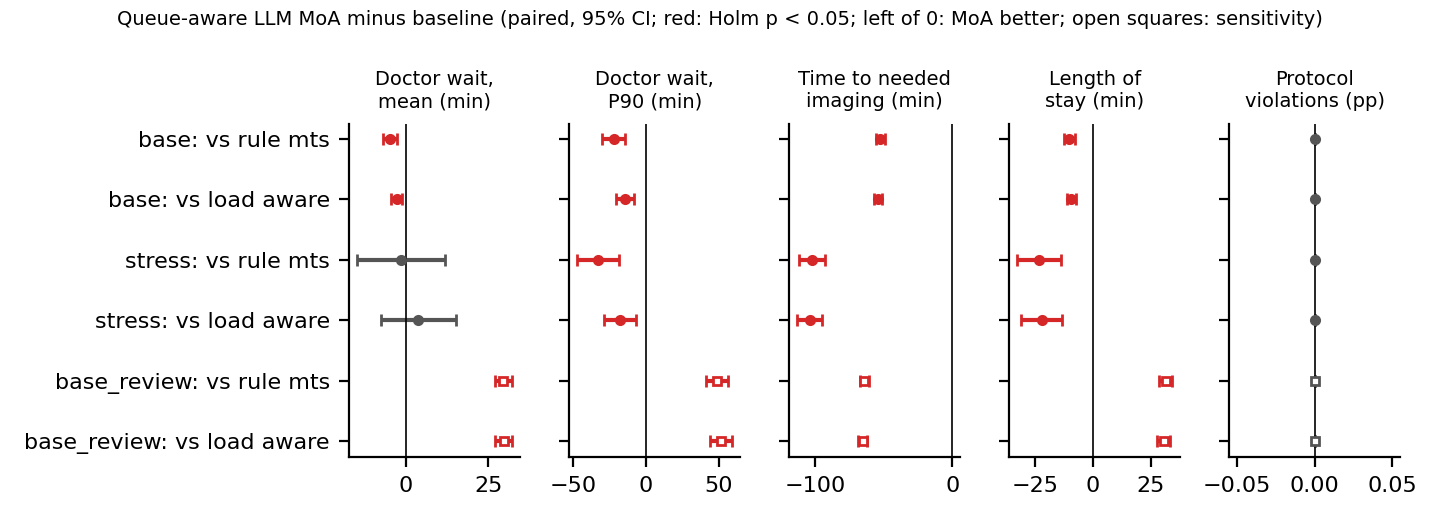 Queue-aware LLM MoA minus baseline (paired, 95% CI; red: Holm p < 0.05; left of 0: MoA better; open squares: sensitivity)
Doctor wait,
mean (min)
Doctor wait,
P90 (min)
Time to needed
imaging (min)
Length of
stay (min)
Protocol
violations (pp)
base: vs rule mts
base: vs load aware
stress: vs rule mts
stress: vs load aware
base_review: vs rule mts
base_review: vs load aware
0 25
−50 0 50
−100 0
−25 0 25
−0.05 0.00 0.05